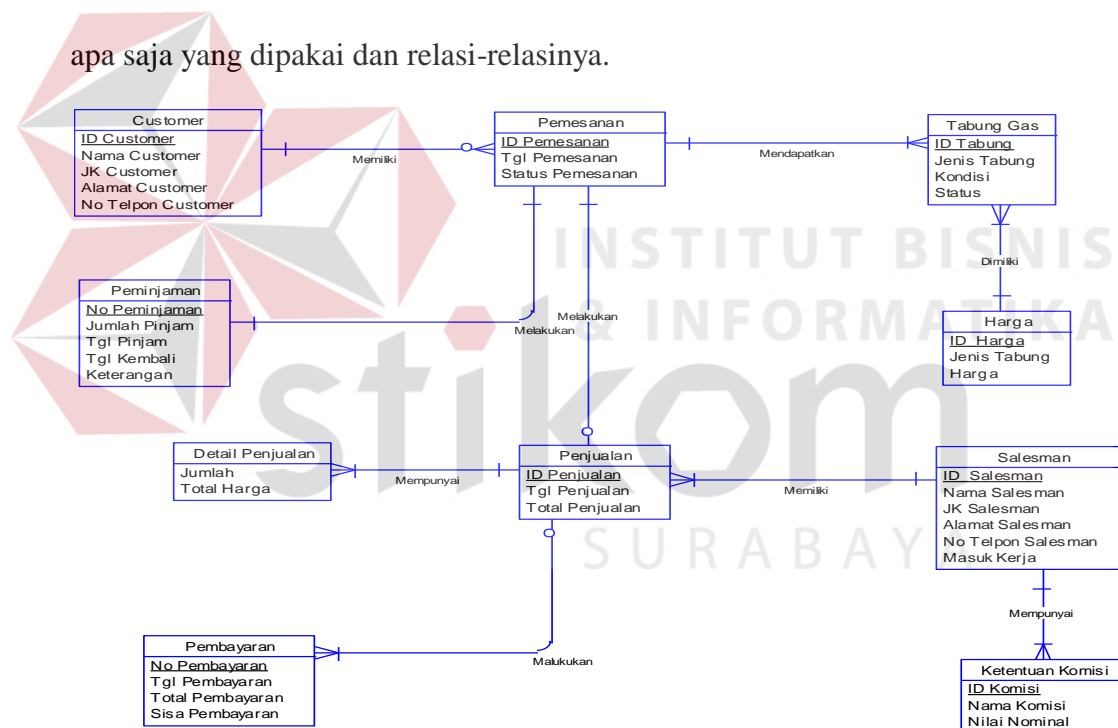 apa saja yang dipakai dan relasi-relasinya.
Customer
ID Customer
Nama Customer
JK Customer
Alamat Customer
No Telpon Customer
Memiliki
Pemesanan
ID Pemesanan
Tgl Pemesanan
Status Pemesanan
Mendapatkan
Tabung Gas
ID Tabung
Jenis Tabung
Kondisi
Status
Dimiliki
Harga
ID Harga
Jenis Tabung
Harga
Peminjaman
No Peminjaman
Jumlah Pinjam
Tgl Pinjam
Tgl Kembali
Keterangan
Melakukan
Melakukan
INSTITUT BISNIS
& INFORMATIKA
stikom
SURABAYA
Detail Penjualan
Jumlah
Total Harga
Mempunyai
Penjualan
ID Penjualan
Tgl Penjualan
Total Penjualan
Memiliki
Salesman
ID Salesman
Nama Salesman
JK Salesman
Alamat Salesman
No Telpon Salesman
Masuk Kerja
Mempunyai
Ketentuan Komisi
ID Komisi
Nama Komisi
Nilai Nominal
Pembayaran
No Pembayaran
Tgl Pembayaran
Total Pembayaran
Sisa Pembayaran
Malukukan